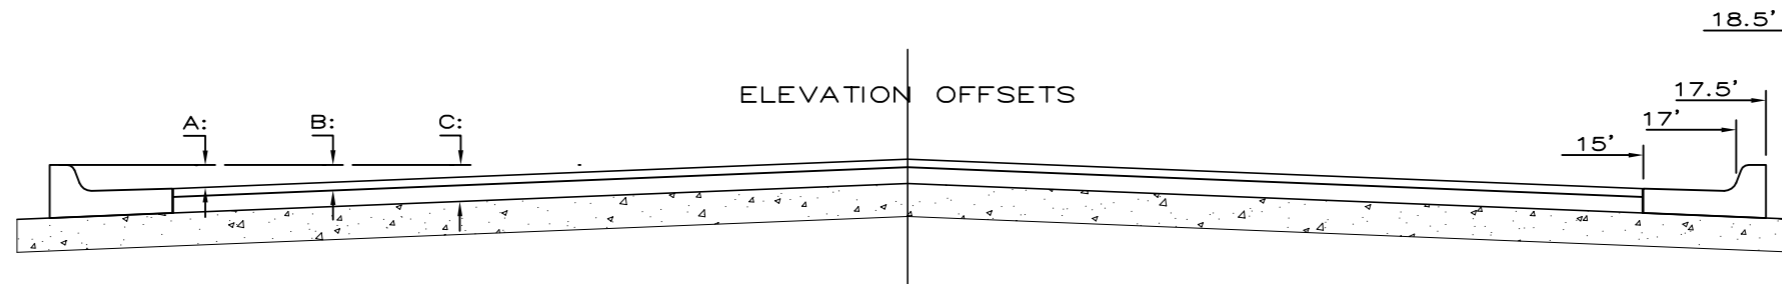 18.5'
ELEVATION OFFSETS
17.5'
A:
B:
C:
17'
15'